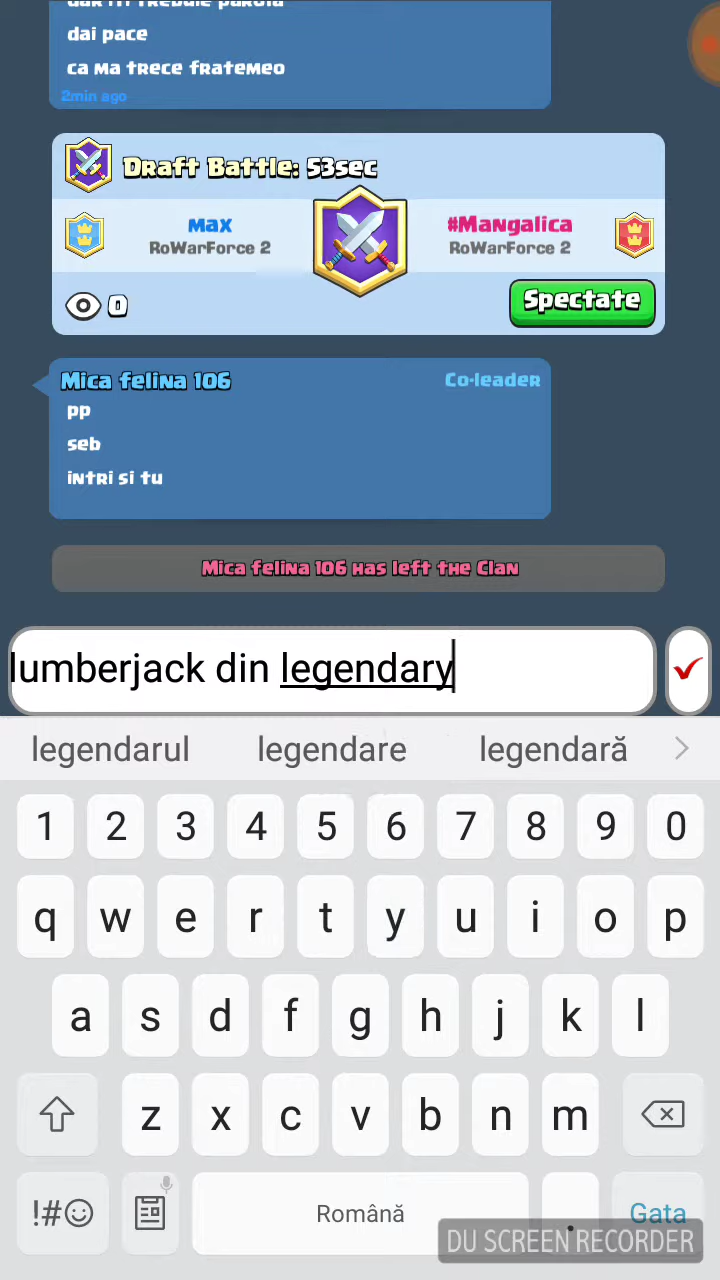 dai pace
ca ma trece fratemeo
2min ago
Draft Battle: 53sec
max
RoWarForce 2
#Mangalica
RoWarForce 2
0
Spectate
Mica felina 106
Co-leader
pp
seb
intri si tu
Mica felina 106 has left the Clan
lumberjack din legendary
legendarul legendare legendară
1 2 3 4 5 6 7 8 9 0
q w e r t y u i o p
a s d f g h j k l
z x c v b n m
!#☺ Română . Gata
DU SCREEN RECORDER